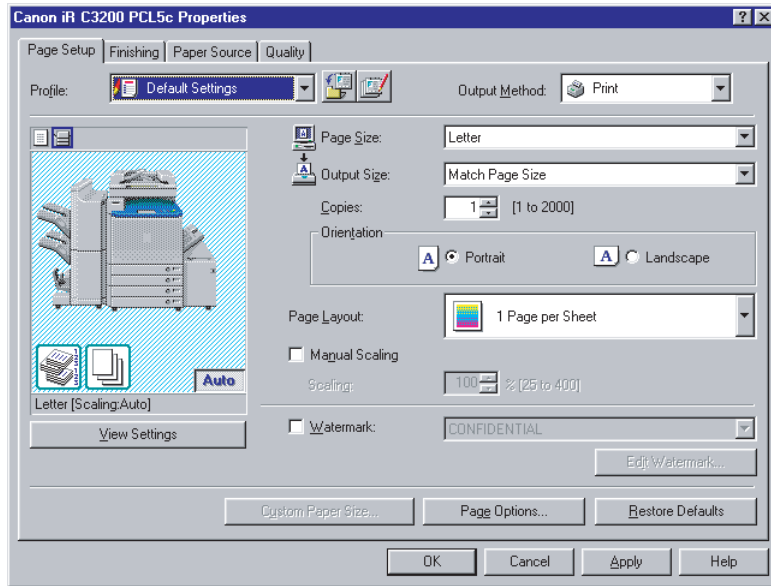 Canon iR C3200 PCL5c Properties
Page Setup Finishing Paper Source Quality
Profile: Default Settings Output Method: Print
Page Size: Letter
Output Size: Match Page Size
Copies: 1 [1 to 2000]
Orientation
A Portrait A Landscape
Page Layout: 1 Page per Sheet
Manual Scaling
Scaling: 100 % [25 to 400]
Auto
Letter [Scaling:Auto]
View Settings
Watermark: CONFIDENTIAL
Edit Watermark...
Custom Paper Size... Page Options... Restore Defaults
OK Cancel Apply Help